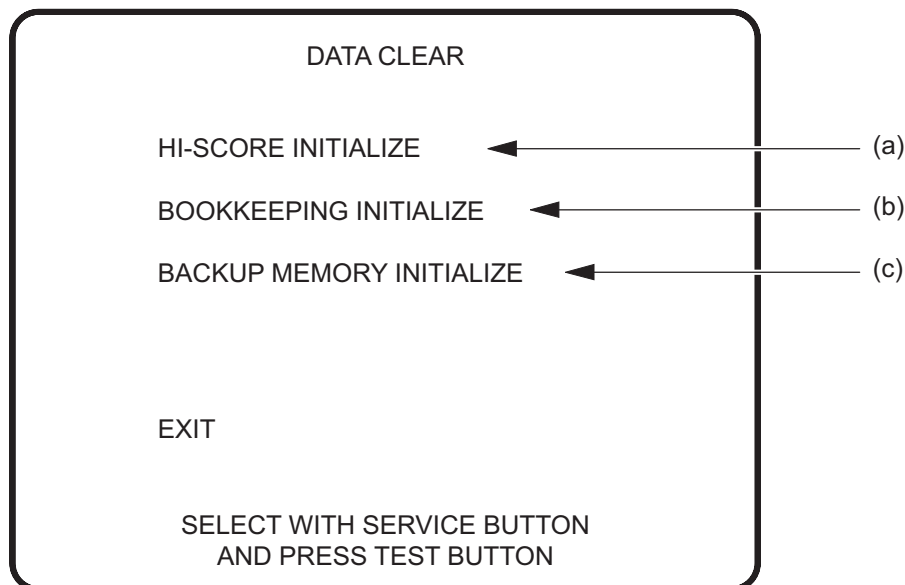 DATA CLEAR
HI-SCORE INITIALIZE
(a)
BOOKKEEPING INITIALIZE
(b)
BACKUP MEMORY INITIALIZE
(c)
EXIT
SELECT WITH SERVICE BUTTON
AND PRESS TEST BUTTON